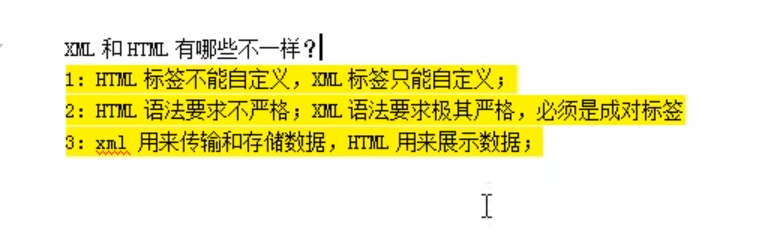 XML 和 HTML 有哪些不一样？
1：HTML 标签不能自定义，XML 标签只能自定义；
2：HTML 语法要求不严格；XML 语法要求极其严格，必须是成对标签
3：xml 用来传输和存储数据，HTML 用来展示数据；